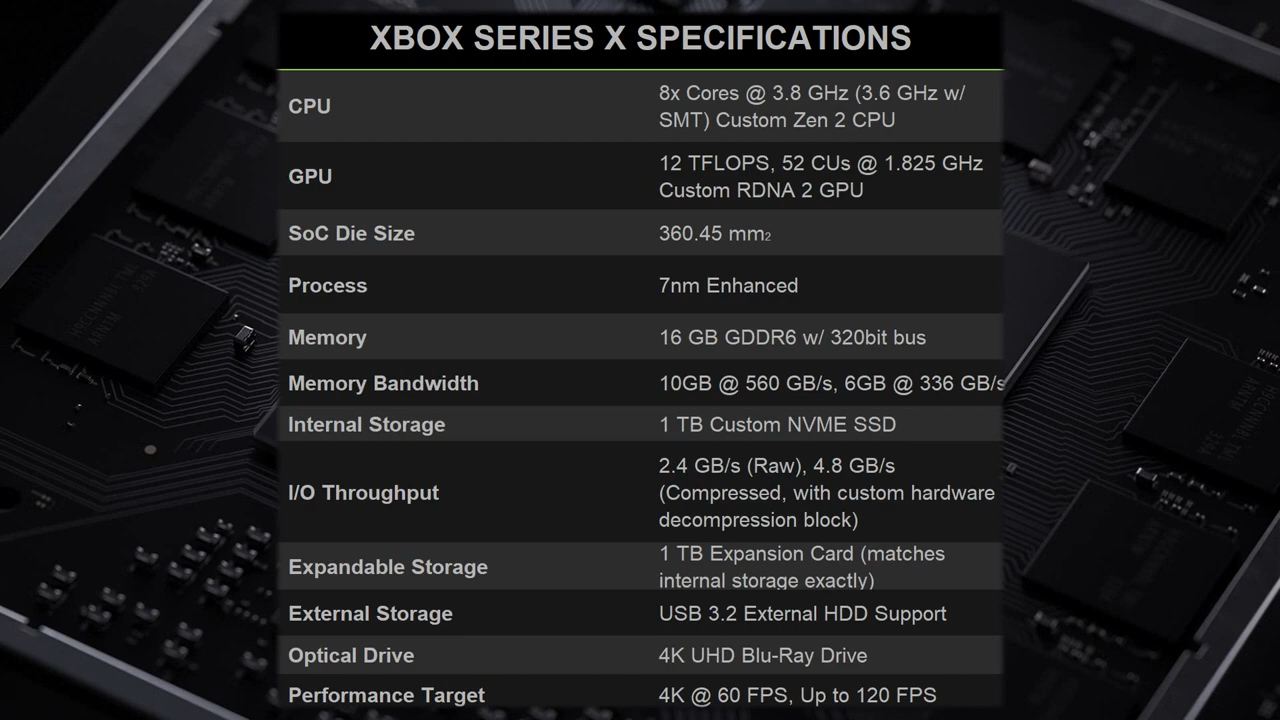 XBOX SERIES X SPECIFICATIONS
CPU
8x Cores @ 3.8 GHz (3.6 GHz w/
SMT) Custom Zen 2 CPU
GPU
12 TFLOPS, 52 CUs @ 1.825 GHz
Custom RDNA 2 GPU
SoC Die Size
360.45 mm2
Process
7nm Enhanced
Memory
16 GB GDDR6 w/ 320bit bus
Memory Bandwidth
10GB @ 560 GB/s, 6GB @ 336 GB/s
Internal Storage
1 TB Custom NVME SSD
I/O Throughput
2.4 GB/s (Raw), 4.8 GB/s
(Compressed, with custom hardware
decompression block)
Expandable Storage
1 TB Expansion Card (matches
internal storage exactly)
External Storage
USB 3.2 External HDD Support
Optical Drive
4K UHD Blu-Ray Drive
Performance Target
4K @ 60 FPS, Up to 120 FPS